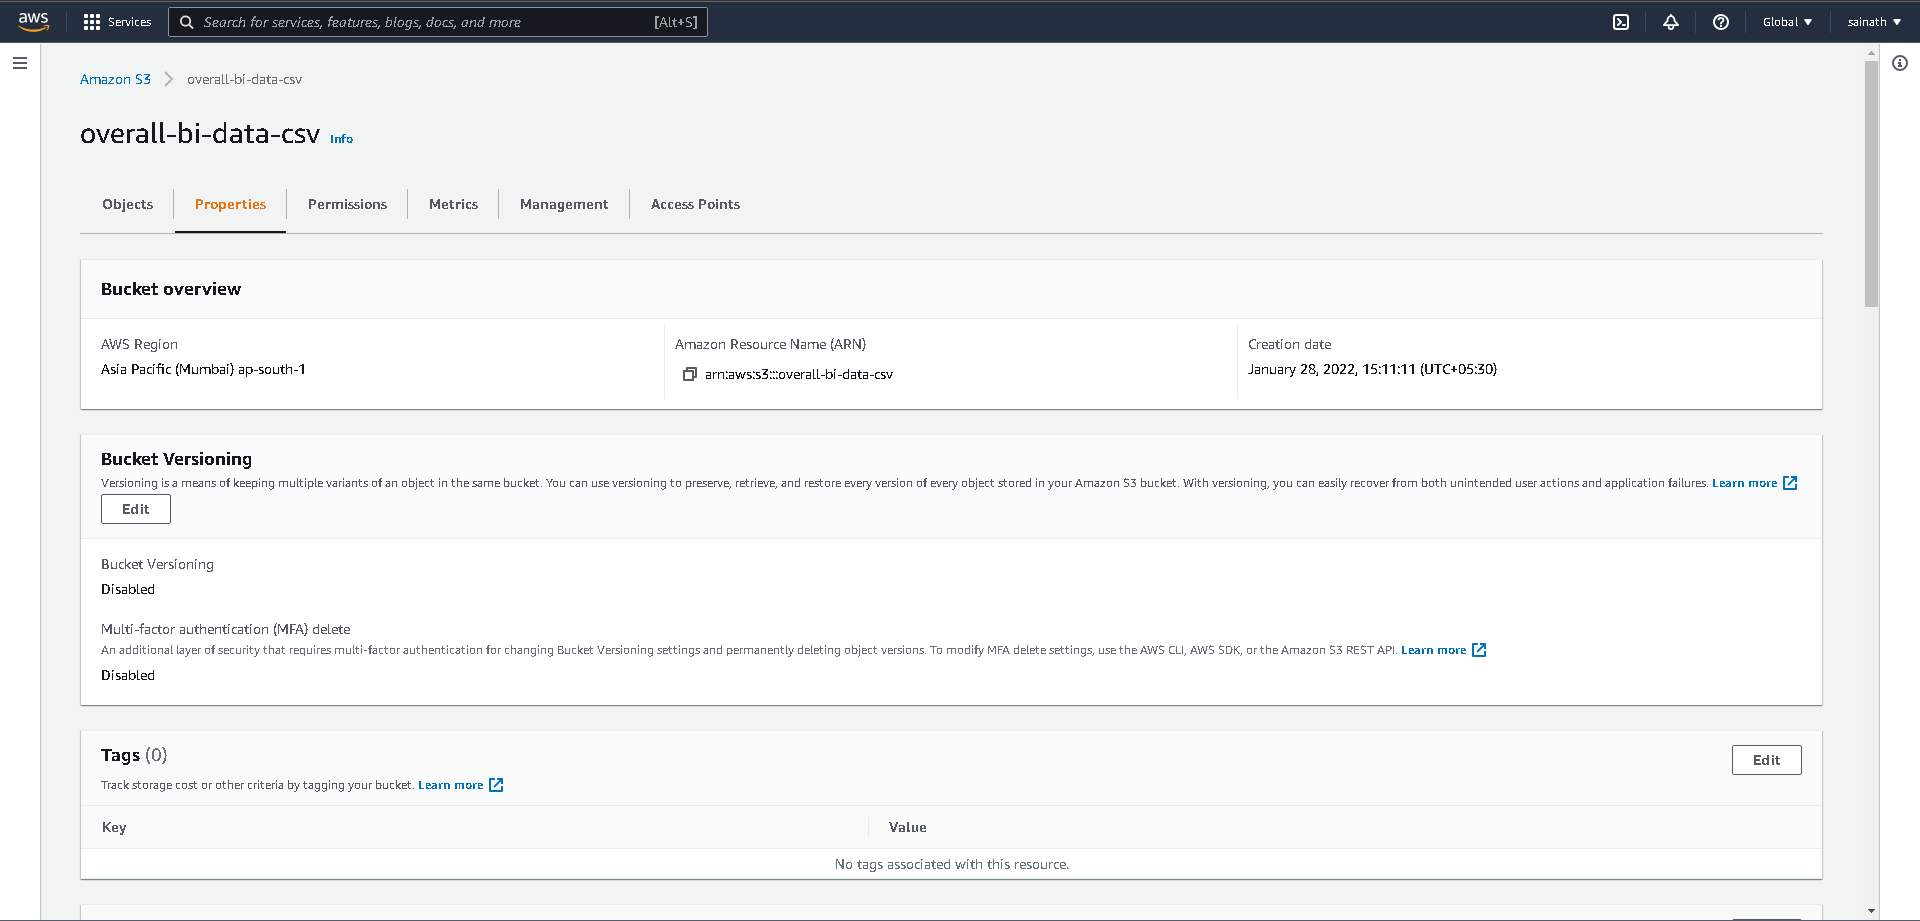 aws Services Search for services, features, blogs, docs, and more [Alt+S] Global sainath
Amazon S3 overall-bi-data-csv
overall-bi-data-csv Info
Objects Properties Permissions Metrics Management Access Points
Bucket overview
AWS Region Amazon Resource Name (ARN) Creation date
Asia Pacific (Mumbai) ap-south-1 arn:aws:s3:::overall-bi-data-csv January 28, 2022, 15:11:11 (UTC+05:30)
Bucket Versioning
Versioning is a means of keeping multiple variants of an object in the same bucket. You can use versioning to preserve, retrieve, and restore every version of every object stored in your Amazon S3 bucket. With versioning, you can easily recover from both unintended user actions and application failures. Learn more
Edit
Bucket Versioning
Disabled
Multi-factor authentication (MFA) delete
An additional layer of security that requires multi-factor authentication for changing Bucket Versioning settings and permanently deleting object versions. To modify MFA delete settings, use the AWS CLI, AWS SDK, or the Amazon S3 REST API. Learn more
Disabled
Tags (0) Edit
Track storage cost or other criteria by tagging your bucket. Learn more
Key Value
No tags associated with this resource.